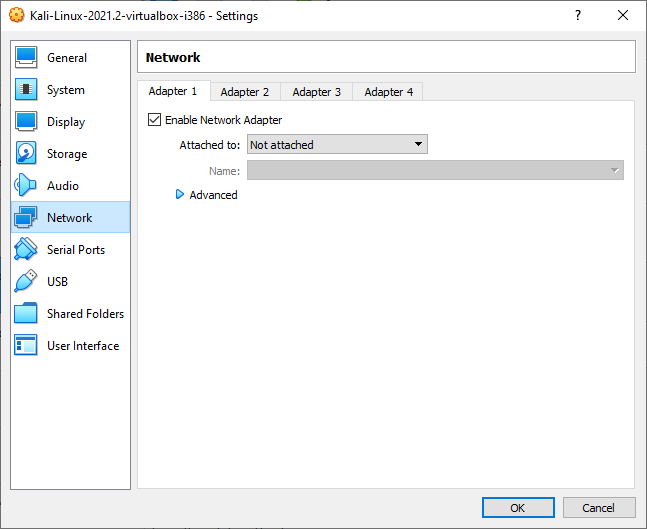 Kali-Linux-2021.2-virtualbox-i386 - Settings
?
General
System
Display
Storage
Audio
Network
Serial Ports
USB
Shared Folders
User Interface
Network
Adapter 1 Adapter 2 Adapter 3 Adapter 4
Enable Network Adapter
Attached to: Not attached
Name:
Advanced
OK Cancel